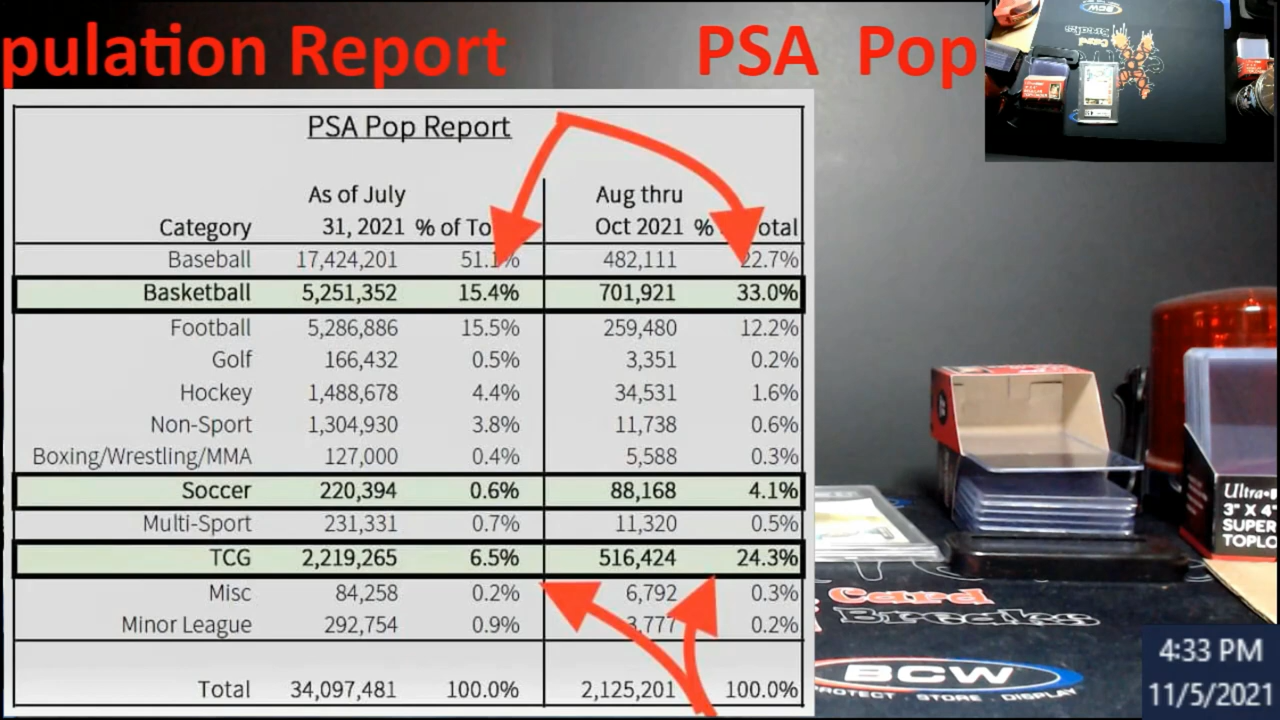 pulation Report PSA Pop
PSA Pop Report
As of July Aug thru
Category 31, 2021 % of To Oct 2021 % otal
Baseball 17,424,201 51.1% 482,111 22.7%
Basketball 5,251,352 15.4% 701,921 33.0%
Football 5,286,886 15.5% 259,480 12.2%
Golf 166,432 0.5% 3,351 0.2%
Hockey 1,488,678 4.4% 34,531 1.6%
Non-Sport 1,304,930 3.8% 11,738 0.6%
Boxing/Wrestling/MMA 127,000 0.4% 5,588 0.3%
Soccer 220,394 0.6% 88,168 4.1%
Multi-Sport 231,331 0.7% 11,320 0.5%
TCG 2,219,265 6.5% 516,424 24.3%
Misc 84,258 0.2% 6,792 0.3%
Minor League 292,754 0.9% 3,777 0.2%
Total 34,097,481 100.0% 2,125,201 100.0%
BCW
Card
Ultra
3" X 4"
SUPER
TOPLO
Card
Breaks
BCW
PROTECT · STORE · DISPLAY
4:33 PM
11/5/2021